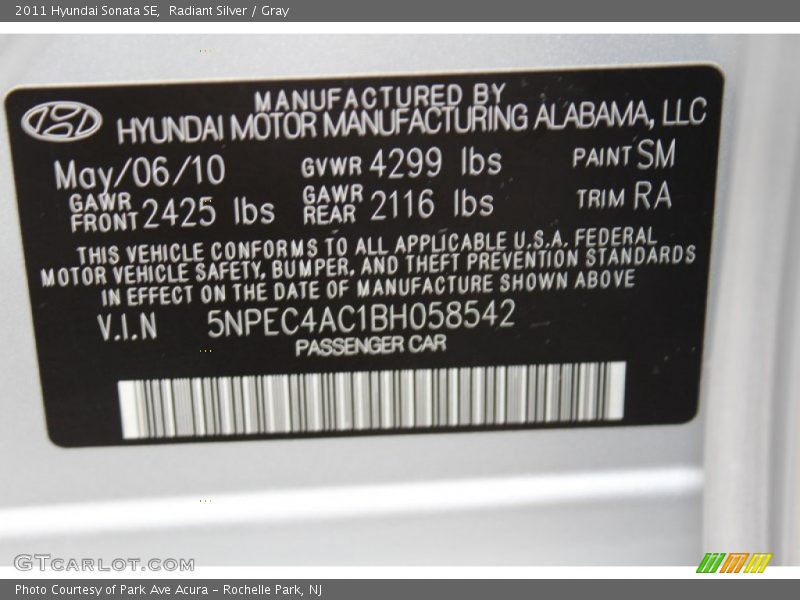 2011 Hyundai Sonata SE,  Radiant Silver / Gray
MANUFACTURED BY
HYUNDAI MOTOR MANUFACTURING ALABAMA, LLC
May/06/10 GVWR 4299 lbs PAINT SM
GAWR FRONT 2425 lbs GAWR REAR 2116 lbs TRIM RA
THIS VEHICLE CONFORMS TO ALL APPLICABLE U.S.A. FEDERAL
MOTOR VEHICLE SAFETY, BUMPER, AND THEFT PREVENTION STANDARDS
IN EFFECT ON THE DATE OF MANUFACTURE SHOWN ABOVE
V.I.N 5NPEC4AC1BH058542
PASSENGER CAR
GTCARLOT.COM
Photo Courtesy of Park Ave Acura – Rochelle Park, NJ